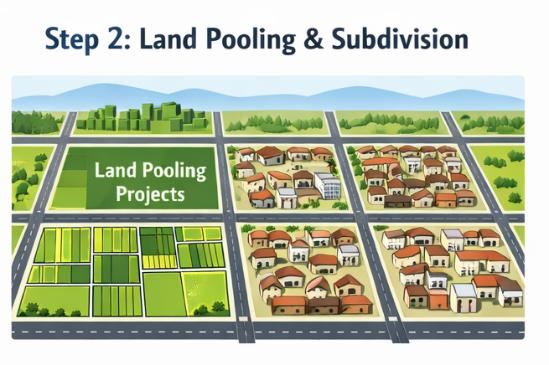 Step 2: Land Pooling & Subdivision
Land Pooling
Projects